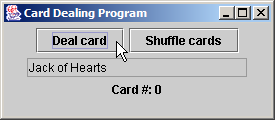 Card Dealing Program
Deal card Shuffle cards
Jack of Hearts
Card #: 0